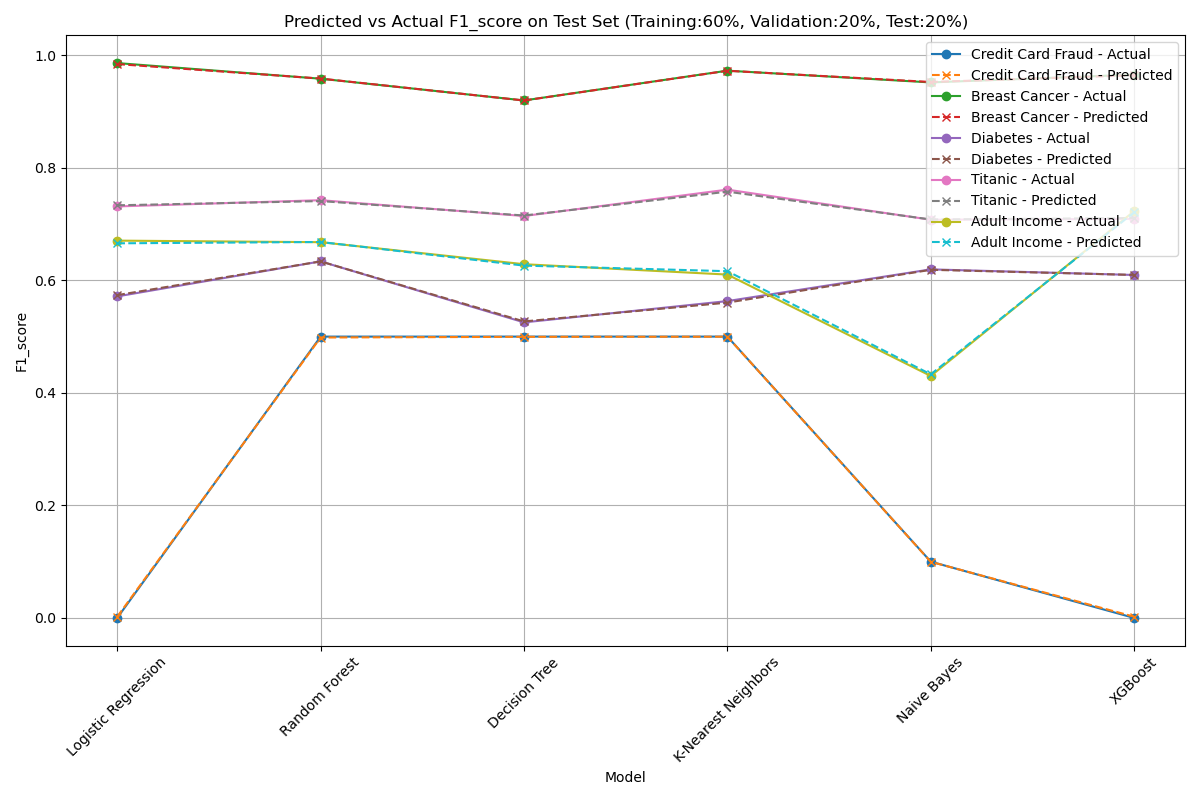 Predicted vs Actual F1_score on Test Set (Training:60%, Validation:20%, Test:20%)
Credit Card Fraud - Actual
Credit Card Fraud - Predicted
Breast Cancer - Actual
Breast Cancer - Predicted
Diabetes - Actual
Diabetes - Predicted
Titanic - Actual
Titanic - Predicted
Adult Income - Actual
Adult Income - Predicted
F1_score
1.0
0.8
0.6
0.4
0.2
0.0
Logistic Regression
Random Forest
Decision Tree
K-Nearest Neighbors
Naive Bayes
XGBoost
Model